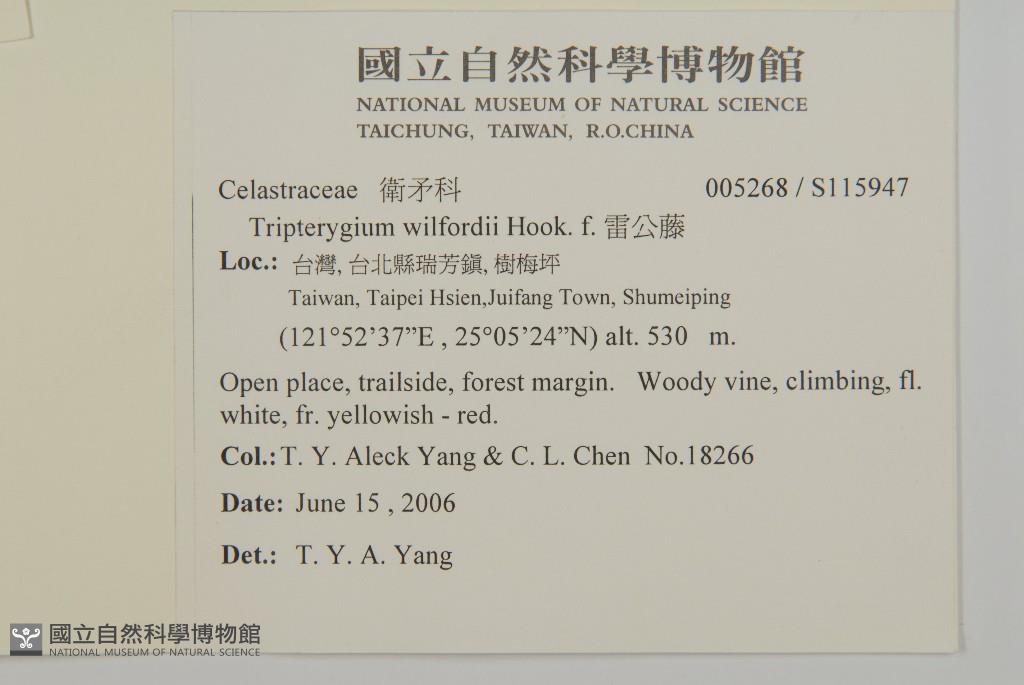 國立自然科學博物館
NATIONAL MUSEUM OF NATURAL SCIENCE
TAICHUNG, TAIWAN, R.O.CHINA
Celastraceae 衛矛科 005268 / S115947
Tripterygium wilfordii Hook. f. 雷公藤
Loc.: 台灣, 台北縣瑞芳鎮, 樹梅坪
Taiwan, Taipei Hsien,Juifang Town, Shumeiping
(121°52’37”E , 25°05’24”N) alt. 530 m.
Open place, trailside, forest margin. Woody vine, climbing, fl.
white, fr. yellowish - red.
Col.: T. Y. Aleck Yang & C. L. Chen No.18266
Date: June 15 , 2006
Det.: T. Y. A. Yang
國立自然科學博物館
NATIONAL MUSEUM OF NATURAL SCIENCE